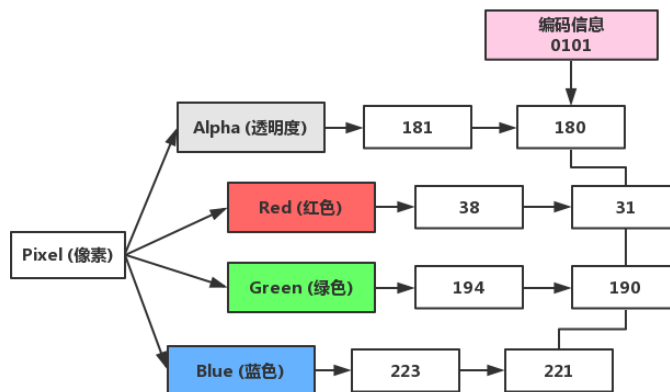 编码信息
0101
Alpha (透明度)
181
180
Red (红色)
38
31
Pixel (像素)
Green (绿色)
194
190
Blue (蓝色)
223
221